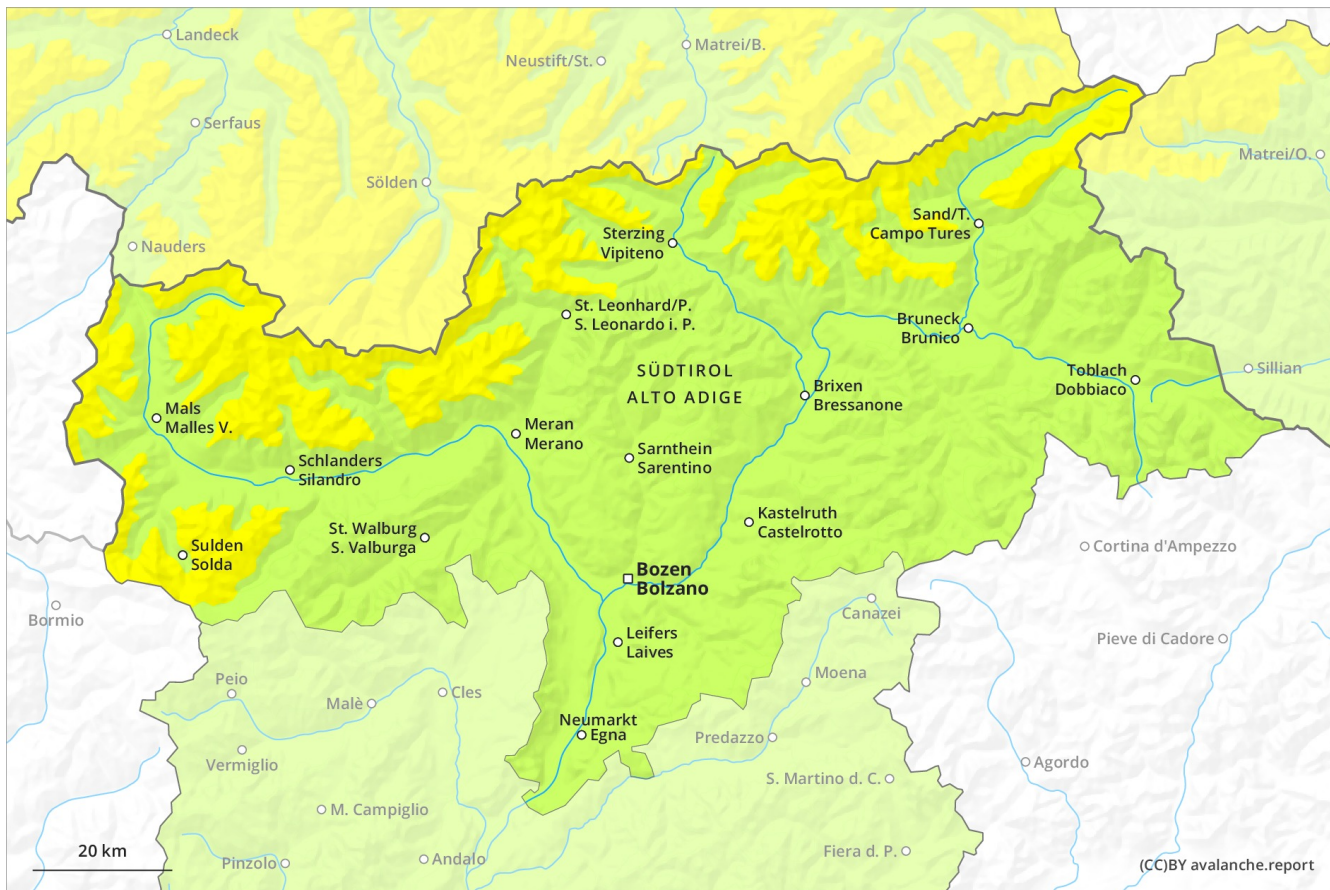 Landeck
Matrei/B.
Neustift/St.
Serfaus
Matrei/O.
Sölden
Sand/T.
Campo Tures
Sterzing
Vipiteno
Nauders
St. Leonhard/P.
S. Leonardo i. P.
Bruneck
Brunico
SÜDTIROL
ALTO ADIGE
Toblach
Dobbiaco
Sillian
Brixen
Bressanone
Mals
Malles V.
Meran
Merano
Sarnthein
Sarentino
Schlanders
Silandro
Kastelruth
Castelrotto
St. Walburg
S. Valburga
Sulden
Solda
Cortina d'Ampezzo
Bozen
Bolzano
Bormio
Canazei
Leifers
Laives
Pieve di Cadore
Moena
Peio
Malè
Cles
Neumarkt
Egna
Predazzo
Vermiglio
Agordo
S. Martino d. C.
M. Campiglio
20 km
Pinzolo
Andalo
Fiera d. P.
(CC)BY avalanche.report